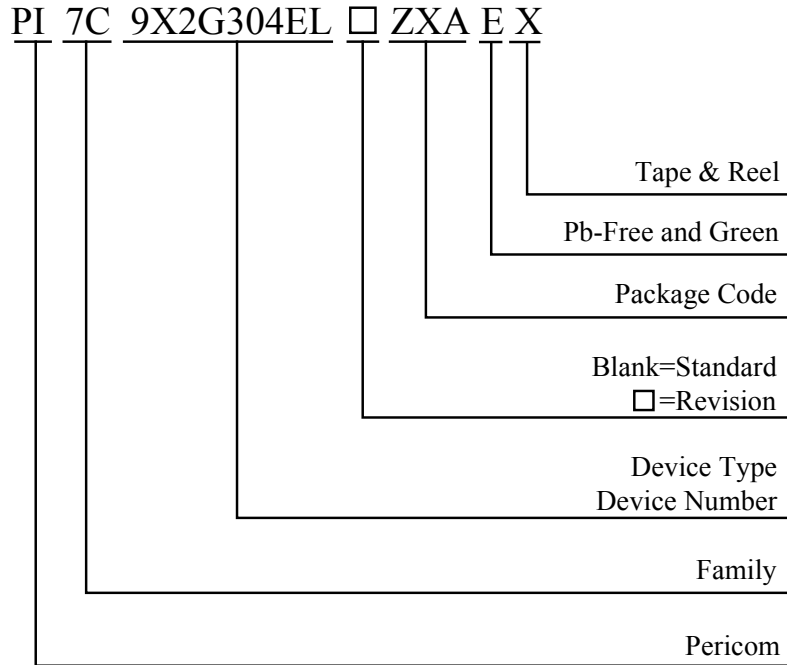 PI 7C 9X2G304EL □ ZXA E X
Tape & Reel
Pb-Free and Green
Package Code
Blank=Standard
□=Revision
Device Type
Device Number
Family
Pericom